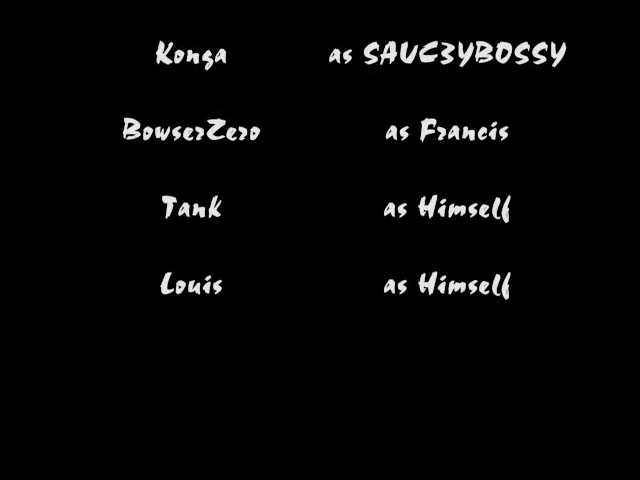 Konga as SAUC3YBOSSY
BowserZero as Francis
Tank as Himself
Louis as Himself